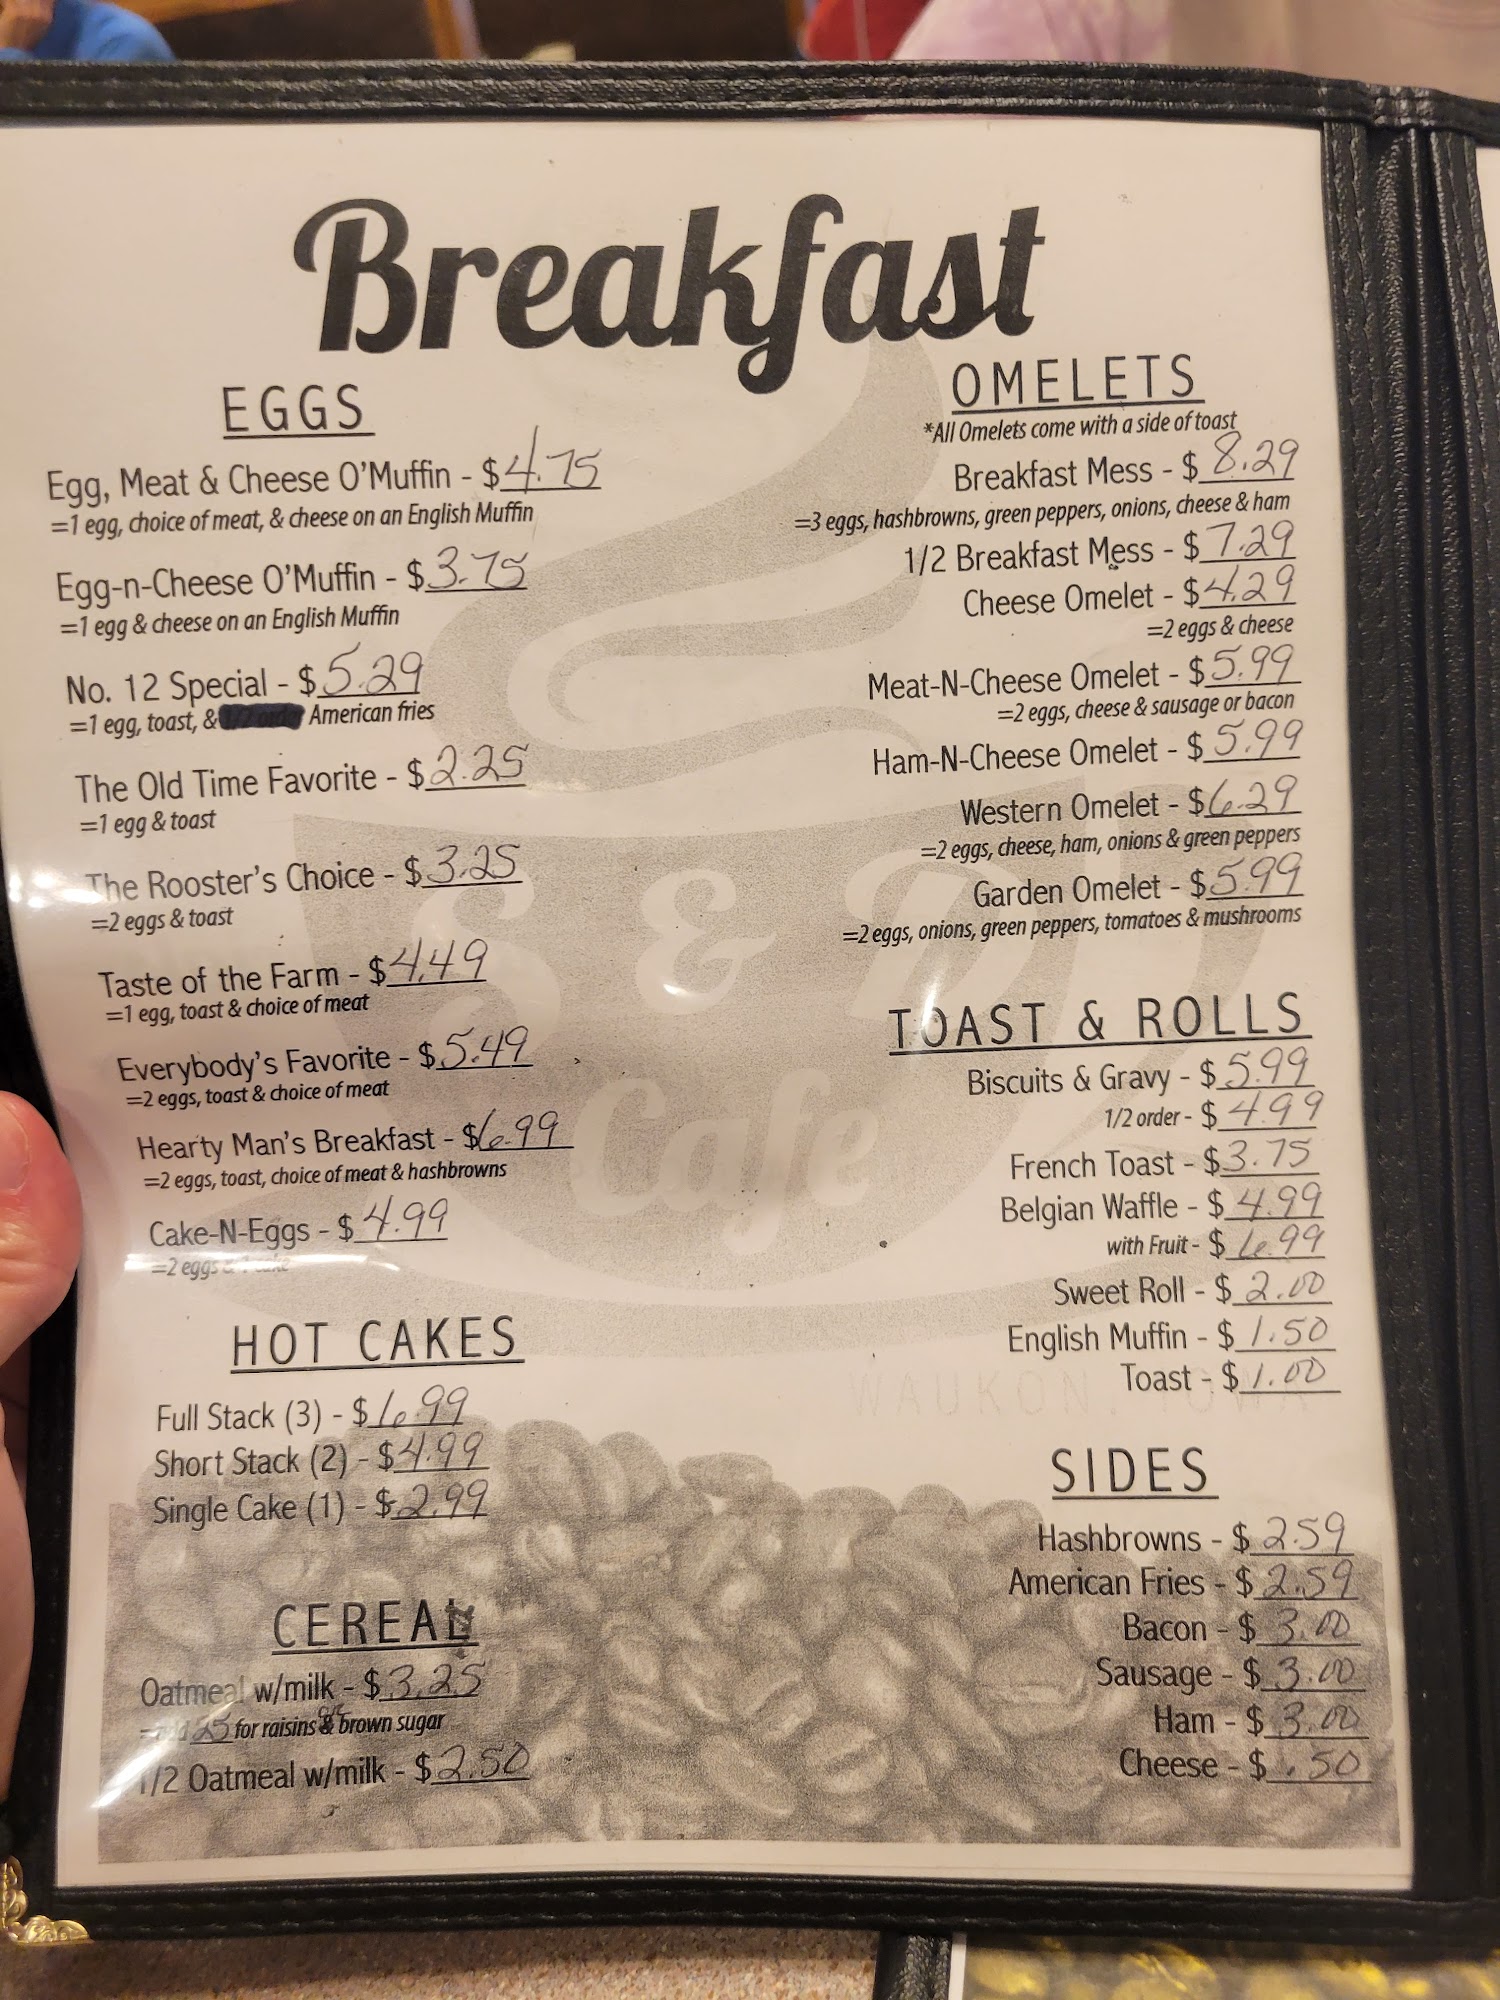 Breakfast
EGGS
Egg, Meat & Cheese O'Muffin - $4.75
=1 egg, choice of meat, & cheese on an English Muffin
Egg-n-Cheese O'Muffin - $3.75
=1 egg & cheese on an English Muffin
No. 12 Special - $5.29
=1 egg, toast, & American fries
The Old Time Favorite - $2.25
=1 egg & toast
The Rooster's Choice - $3.25
=2 eggs & toast
Taste of the Farm - $4.49
=1 egg, toast & choice of meat
Everybody's Favorite - $5.49
=2 eggs, toast & choice of meat
Hearty Man's Breakfast - $6.99
=2 eggs, toast, choice of meat & hashbrowns
Cake-N-Eggs - $4.99
=2 eggs & 1 cake
HOT CAKES
Full Stack (3) - $6.99
Short Stack (2) - $4.99
Single Cake (1) - $2.99
CEREAL
Oatmeal w/milk - $3.25
=add 25 for raisins or brown sugar
1/2 Oatmeal w/milk - $2.50
OMELETS
*All Omelets come with a side of toast
Breakfast Mess - $8.29
=3 eggs, hashbrowns, green peppers, onions, cheese & ham
1/2 Breakfast Mess - $7.29
Cheese Omelet - $4.29
=2 eggs & cheese
Meat-N-Cheese Omelet - $5.99
=2 eggs, cheese & sausage or bacon
Ham-N-Cheese Omelet - $5.99
Western Omelet - $6.29
=2 eggs, cheese, ham, onions & green peppers
Garden Omelet - $5.99
=2 eggs, onions, green peppers, tomatoes & mushrooms
TOAST & ROLLS
Biscuits & Gravy - $5.99
1/2 order - $4.99
French Toast - $3.75
Belgian Waffle - $4.99
with Fruit - $6.99
Sweet Roll - $2.00
English Muffin - $1.50
Toast - $1.00
SIDES
Hashbrowns - $2.59
American Fries - $2.59
Bacon - $3.00
Sausage - $3.00
Ham - $3.00
Cheese - $.50
S & D
Cafe
WAUKON, IOWA